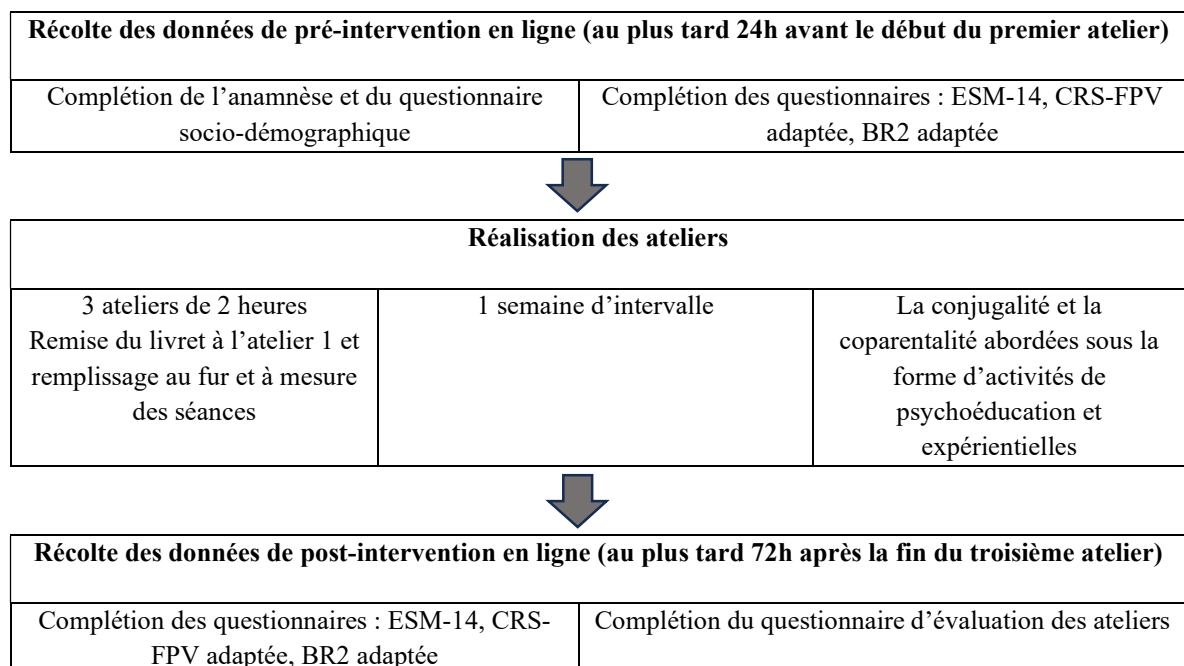 Récolte des données de pré-intervention en ligne (au plus tard 24h avant le début du premier atelier)
Complétion de l’anamnèse et du questionnaire
socio-démographique
Complétion des questionnaires : ESM-14, CRS-FPV
adaptée, BR2 adaptée
Réalisation des ateliers
3 ateliers de 2 heures
Remise du livret à l’atelier 1 et
remplissage au fur et à mesure
des séances
1 semaine d’intervalle
La conjugalité et la
coparentalité abordées sous la
forme d’activités de
psychoéducation et
expérientielles
Récolte des données de post-intervention en ligne (au plus tard 72h après la fin du troisième atelier)
Complétion des questionnaires : ESM-14, CRS-
FPV adaptée, BR2 adaptée
Complétion du questionnaire d’évaluation des ateliers